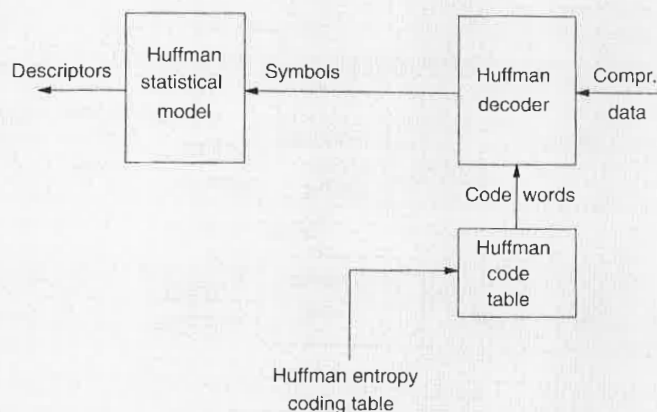 Descriptors
Huffman
statistical
model
Symbols
Huffman
decoder
Compr.
data
Code words
Huffman
code
table
Huffman entropy
coding table